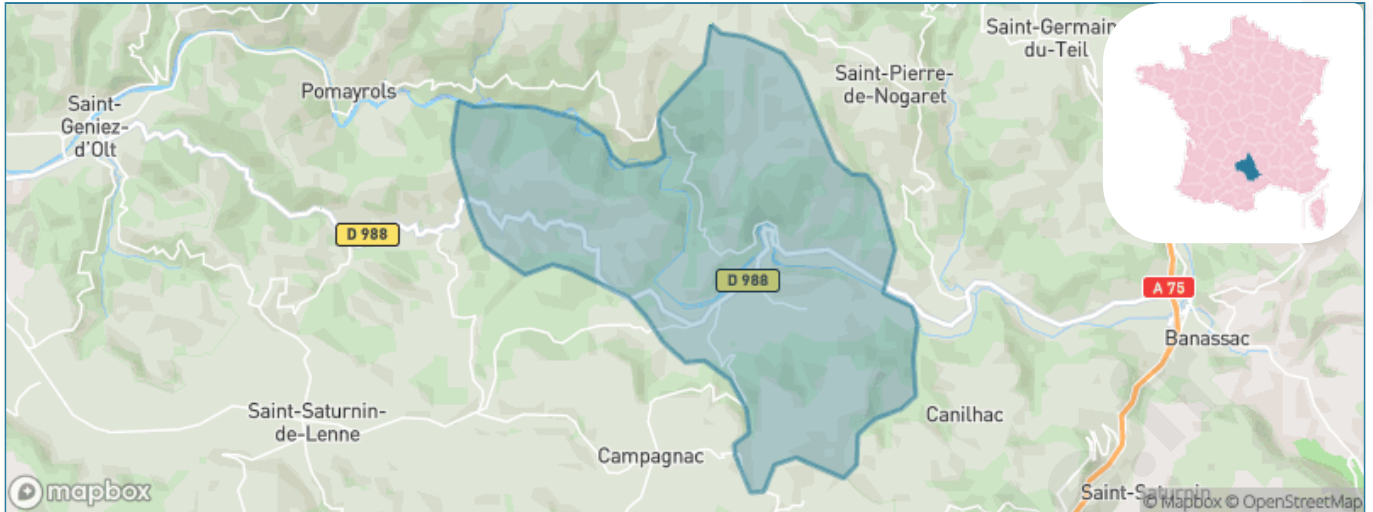 Saint-Germain-
du-Teil
Saint-Pierre-
de-Nogaret
Pomayrols
Saint-
Geniez-
d'Olt
D 988
D 988
A 75
Banassac
Saint-Saturnin-
de-Lenne
Canilhac
Campagnac
Saint-Saturnin
mapbox
© Mapbox © OpenStreetMap